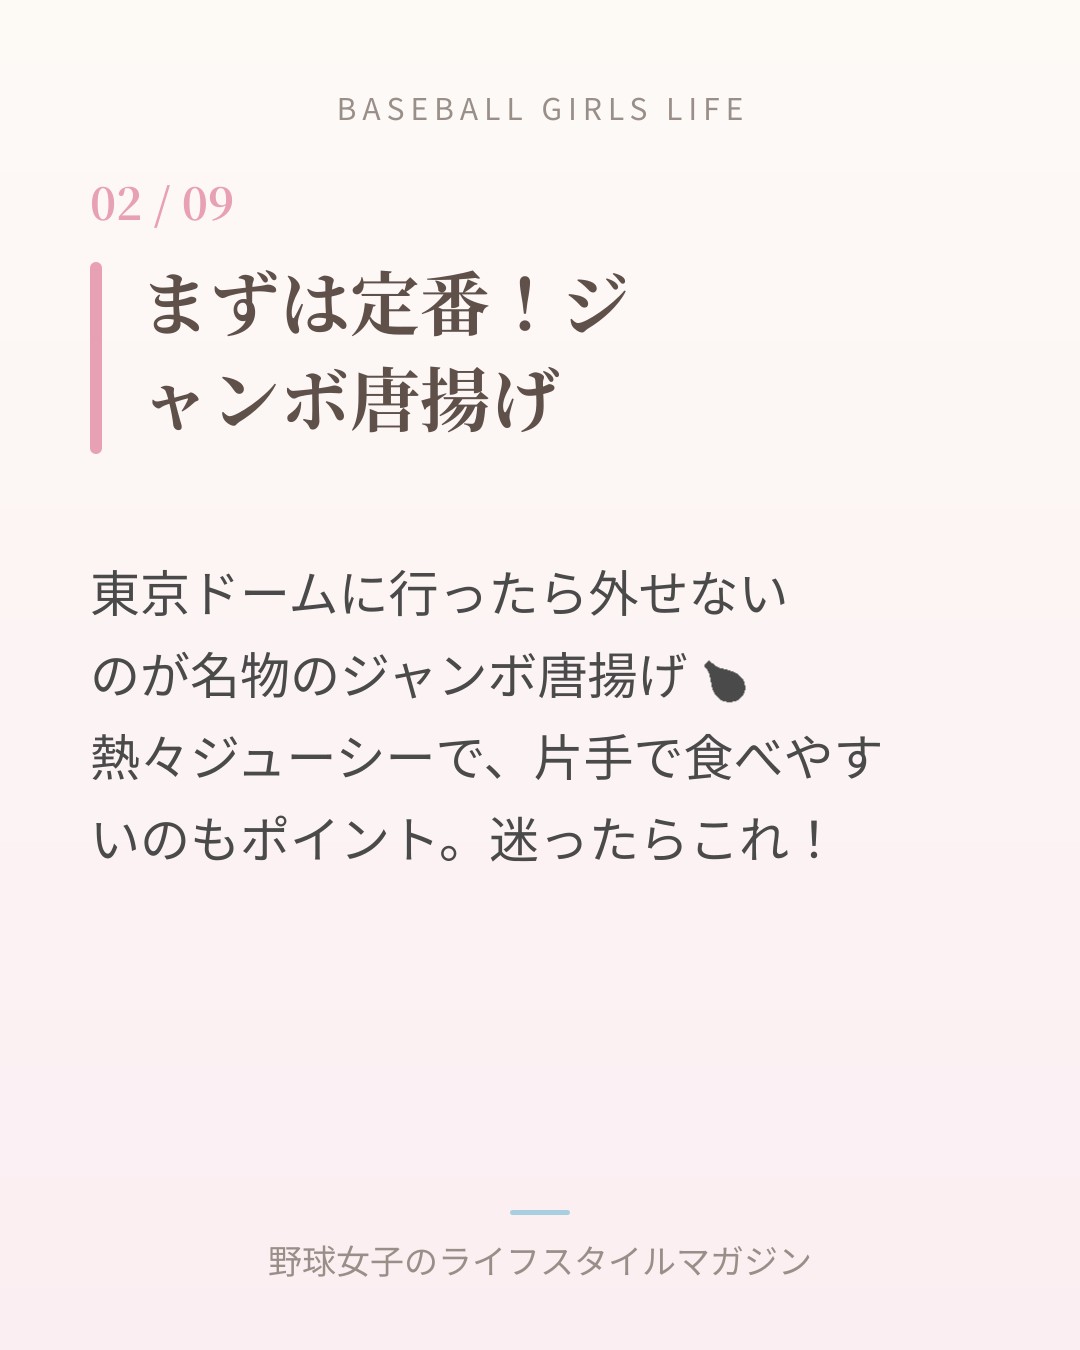 BASEBALL GIRLS LIFE
02 / 09
まずは定番！ジ
ャンボ唐揚げ
東京ドームに行ったら外せない
のが名物のジャンボ唐揚げ
熱々ジューシーで、片手で食べやす
いのもポイント。迷ったらこれ！
野球女子のライフスタイルマガジン